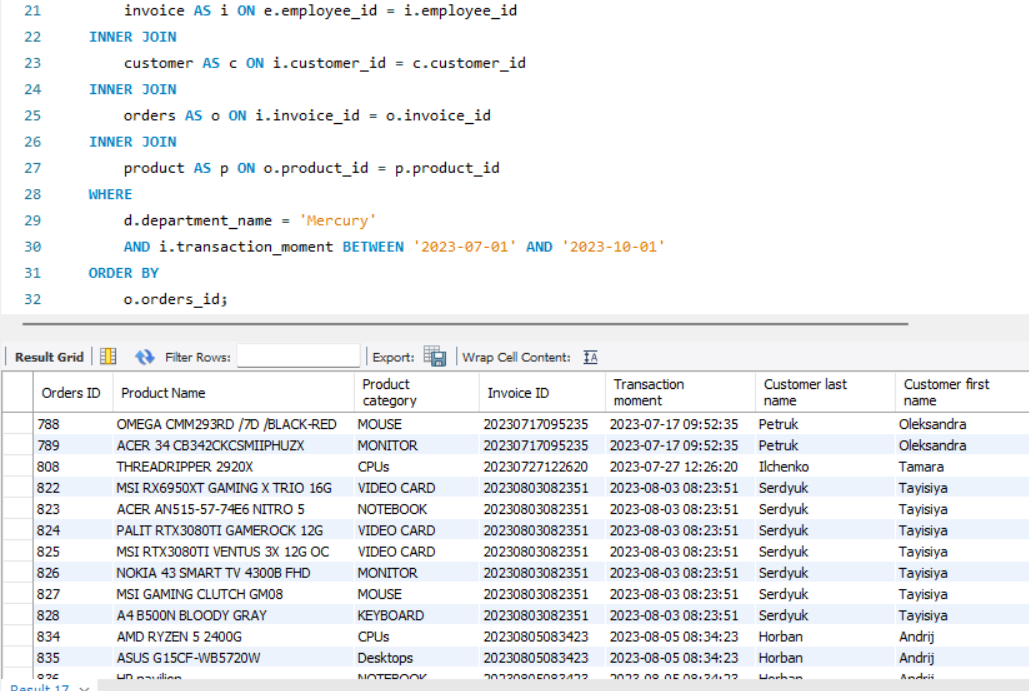 21 invoice AS i ON e.employee_id = i.employee_id
22 INNER JOIN
23 customer AS c ON i.customer_id = c.customer_id
24 INNER JOIN
25 orders AS o ON i.invoice_id = o.invoice_id
26 INNER JOIN
27 product AS p ON o.product_id = p.product_id
28 WHERE
29 d.department_name = 'Mercury'
30 AND i.transaction_moment BETWEEN '2023-07-01' AND '2023-10-01'
31 ORDER BY
32 o.orders_id;
Result Grid Filter Rows: Export: Wrap Cell Content:
Orders ID Product Name Product category Invoice ID Transaction moment Customer last name Customer first name
788 OMEGA CMM293RD /7D /BLACK-RED MOUSE 20230717095235 2023-07-17 09:52:35 Petruk Oleksandra
789 ACER 34 CB342CKCSMIIPHUZX MONITOR 20230717095235 2023-07-17 09:52:35 Petruk Oleksandra
808 THREADRIPPER 2920X CPUs 20230727122620 2023-07-27 12:26:20 Ilchenko Tamara
822 MSI RX6950XT GAMING X TRIO 16G VIDEO CARD 20230803082351 2023-08-03 08:23:51 Serdyuk Tayisiya
823 ACER AN515-57-74E6 NITRO 5 NOTEBOOK 20230803082351 2023-08-03 08:23:51 Serdyuk Tayisiya
824 PALIT RTX3080TI GAMEROCK 12G VIDEO CARD 20230803082351 2023-08-03 08:23:51 Serdyuk Tayisiya
825 MSI RTX3080TI VENTUS 3X 12G OC VIDEO CARD 20230803082351 2023-08-03 08:23:51 Serdyuk Tayisiya
826 NOKIA 43 SMART TV 4300B FHD MONITOR 20230803082351 2023-08-03 08:23:51 Serdyuk Tayisiya
827 MSI GAMING CLUTCH GM08 MOUSE 20230803082351 2023-08-03 08:23:51 Serdyuk Tayisiya
828 A4 B500N BLOODY GRAY KEYBOARD 20230803082351 2023-08-03 08:23:51 Serdyuk Tayisiya
834 AMD RYZEN 5 2400G CPUs 20230805083423 2023-08-05 08:34:23 Horban Andrij
835 ASUS G15CF-WB5720W Desktops 20230805083423 2023-08-05 08:34:23 Horban Andrij
836 HP pavilion NOTEBOOK 20230805083423 2023-08-05 08:34:23 Horban Andrij
Result 17